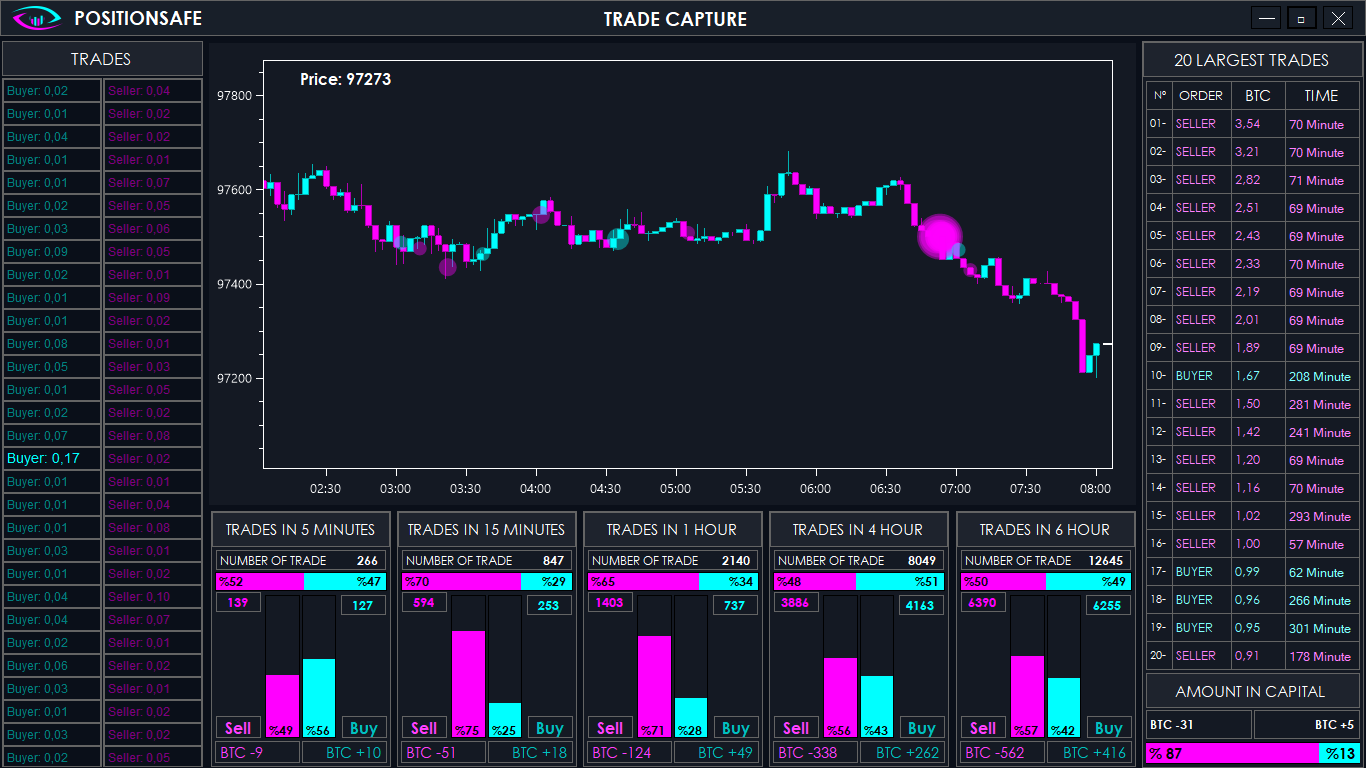 POSITIONSAFE
TRADE CAPTURE
TRADES
Buyer: 0,02 Seller: 0,04
Buyer: 0,01 Seller: 0,02
Buyer: 0,04 Seller: 0,02
Buyer: 0,01 Seller: 0,01
Buyer: 0,01 Seller: 0,07
Buyer: 0,02 Seller: 0,05
Buyer: 0,03 Seller: 0,06
Buyer: 0,09 Seller: 0,05
Buyer: 0,02 Seller: 0,01
Buyer: 0,01 Seller: 0,09
Buyer: 0,01 Seller: 0,02
Buyer: 0,08 Seller: 0,01
Buyer: 0,05 Seller: 0,03
Buyer: 0,01 Seller: 0,05
Buyer: 0,02 Seller: 0,02
Buyer: 0,07 Seller: 0,08
Buyer: 0,17 Seller: 0,02
Buyer: 0,01 Seller: 0,01
Buyer: 0,01 Seller: 0,04
Buyer: 0,01 Seller: 0,08
Buyer: 0,03 Seller: 0,01
Buyer: 0,01 Seller: 0,02
Buyer: 0,04 Seller: 0,10
Buyer: 0,04 Seller: 0,07
Buyer: 0,02 Seller: 0,01
Buyer: 0,06 Seller: 0,02
Buyer: 0,03 Seller: 0,01
Buyer: 0,01 Seller: 0,02
Buyer: 0,03 Seller: 0,02
Buyer: 0,02 Seller: 0,05
Price: 97273
97800
97600
97400
97200
02:30 03:00 03:30 04:00 04:30 05:00 05:30 06:00 06:30 07:00 07:30 08:00
TRADES IN 5 MINUTES
NUMBER OF TRADE 266
%52 %47
139 127
%49 %56
Sell Buy
BTC -9 BTC +10
TRADES IN 15 MINUTES
NUMBER OF TRADE 847
%70 %29
594 253
%75 %25
Sell Buy
BTC -51 BTC +18
TRADES IN 1 HOUR
NUMBER OF TRADE 2140
%65 %34
1403 737
%71 %28
Sell Buy
BTC -124 BTC +49
TRADES IN 4 HOUR
NUMBER OF TRADE 8049
%48 %51
3886 4163
%56 %43
Sell Buy
BTC -338 BTC +262
TRADES IN 6 HOUR
NUMBER OF TRADE 12645
%50 %49
6390 6255
%57 %42
Sell Buy
BTC -562 BTC +416
20 LARGEST TRADES
Nº ORDER BTC TIME
01- SELLER 3,54 70 Minute
02- SELLER 3,21 70 Minute
03- SELLER 2,82 71 Minute
04- SELLER 2,51 69 Minute
05- SELLER 2,43 69 Minute
06- SELLER 2,33 70 Minute
07- SELLER 2,19 69 Minute
08- SELLER 2,01 69 Minute
09- SELLER 1,89 69 Minute
10- BUYER 1,67 208 Minute
11- SELLER 1,50 281 Minute
12- SELLER 1,42 241 Minute
13- SELLER 1,20 69 Minute
14- SELLER 1,16 70 Minute
15- SELLER 1,02 293 Minute
16- SELLER 1,00 57 Minute
17- BUYER 0,99 62 Minute
18- BUYER 0,96 266 Minute
19- BUYER 0,95 301 Minute
20- SELLER 0,91 178 Minute
AMOUNT IN CAPITAL
BTC -31 BTC +5
% 87 %13